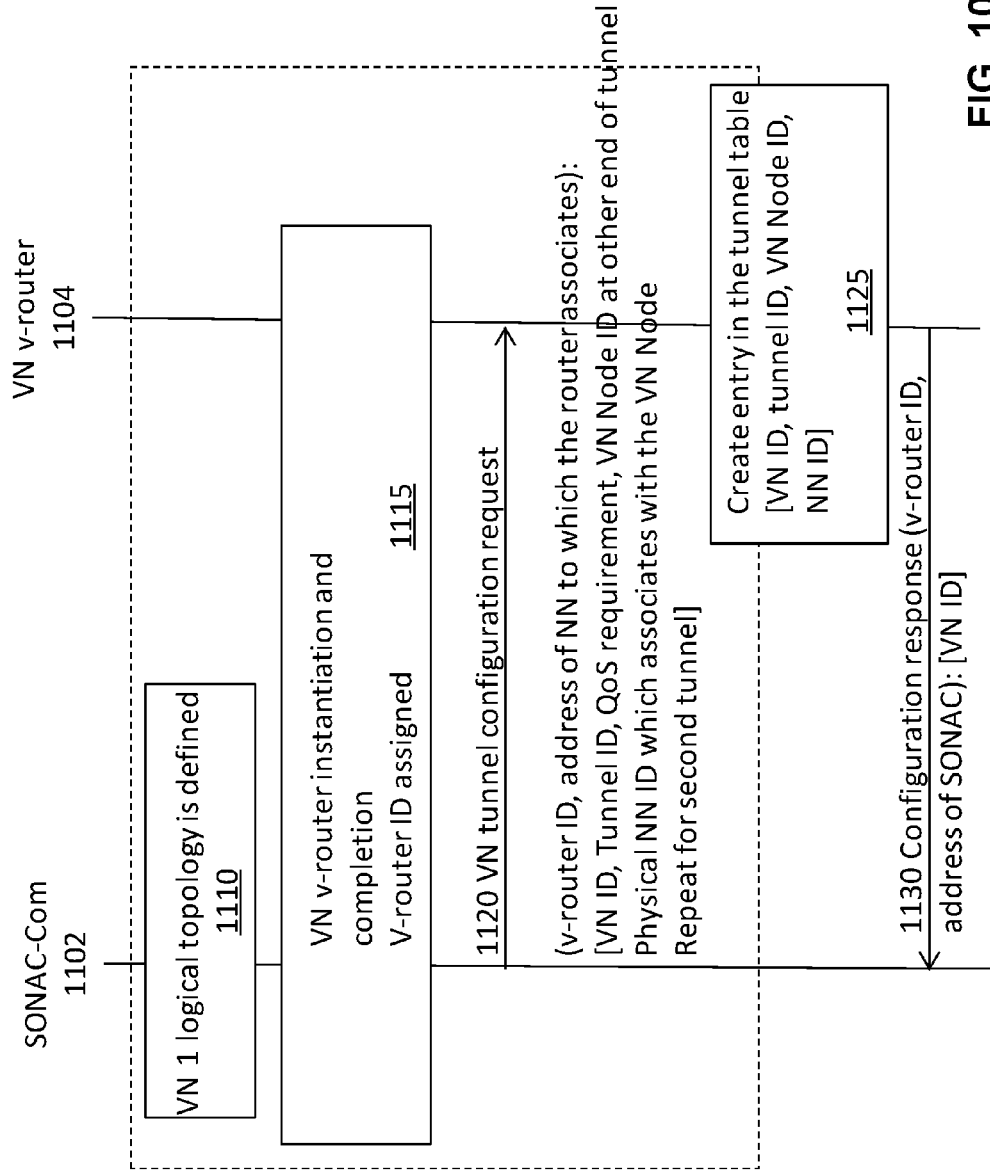 SONAC-Com
1102
VN v-router
1104
VN 1 logical topology is defined
1110
VN v-router instantiation and
completion
V-router ID assigned
1115
1120 VN tunnel configuration request
(v-router ID, address of NN to which the router associates):
[VN ID, Tunnel ID, QoS requirement, VN Node ID at other end of tunnel
Physical NN ID which associates with the VN Node
Repeat for second tunnel]
Create entry in the tunnel table
[VN ID, tunnel ID, VN Node ID,
NN ID]
1125
1130 Configuration response (v-router ID,
address of SONAC): [VN ID]
FIG. 10